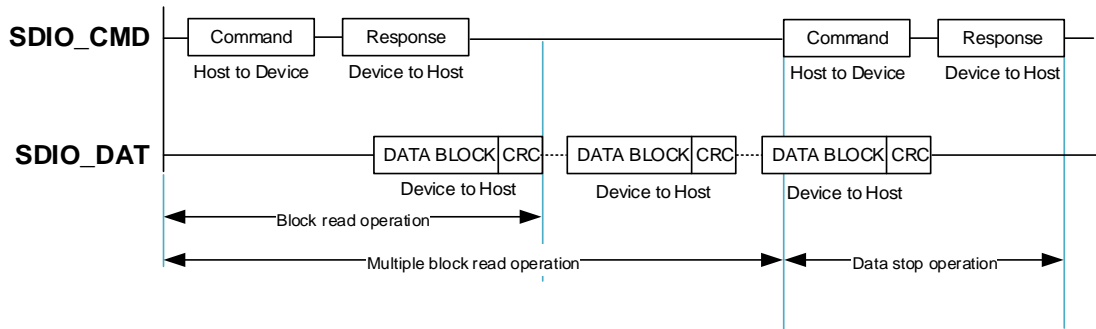 SDIO_CMD
Command
Response
Command
Response
Host to Device
Device to Host
Host to Device
Device to Host
SDIO_DAT
DATA BLOCK
CRC
DATA BLOCK
CRC
DATA BLOCK
CRC
Device to Host
Device to Host
Device to Host
Block read operation
Multiple block read operation
Data stop operation